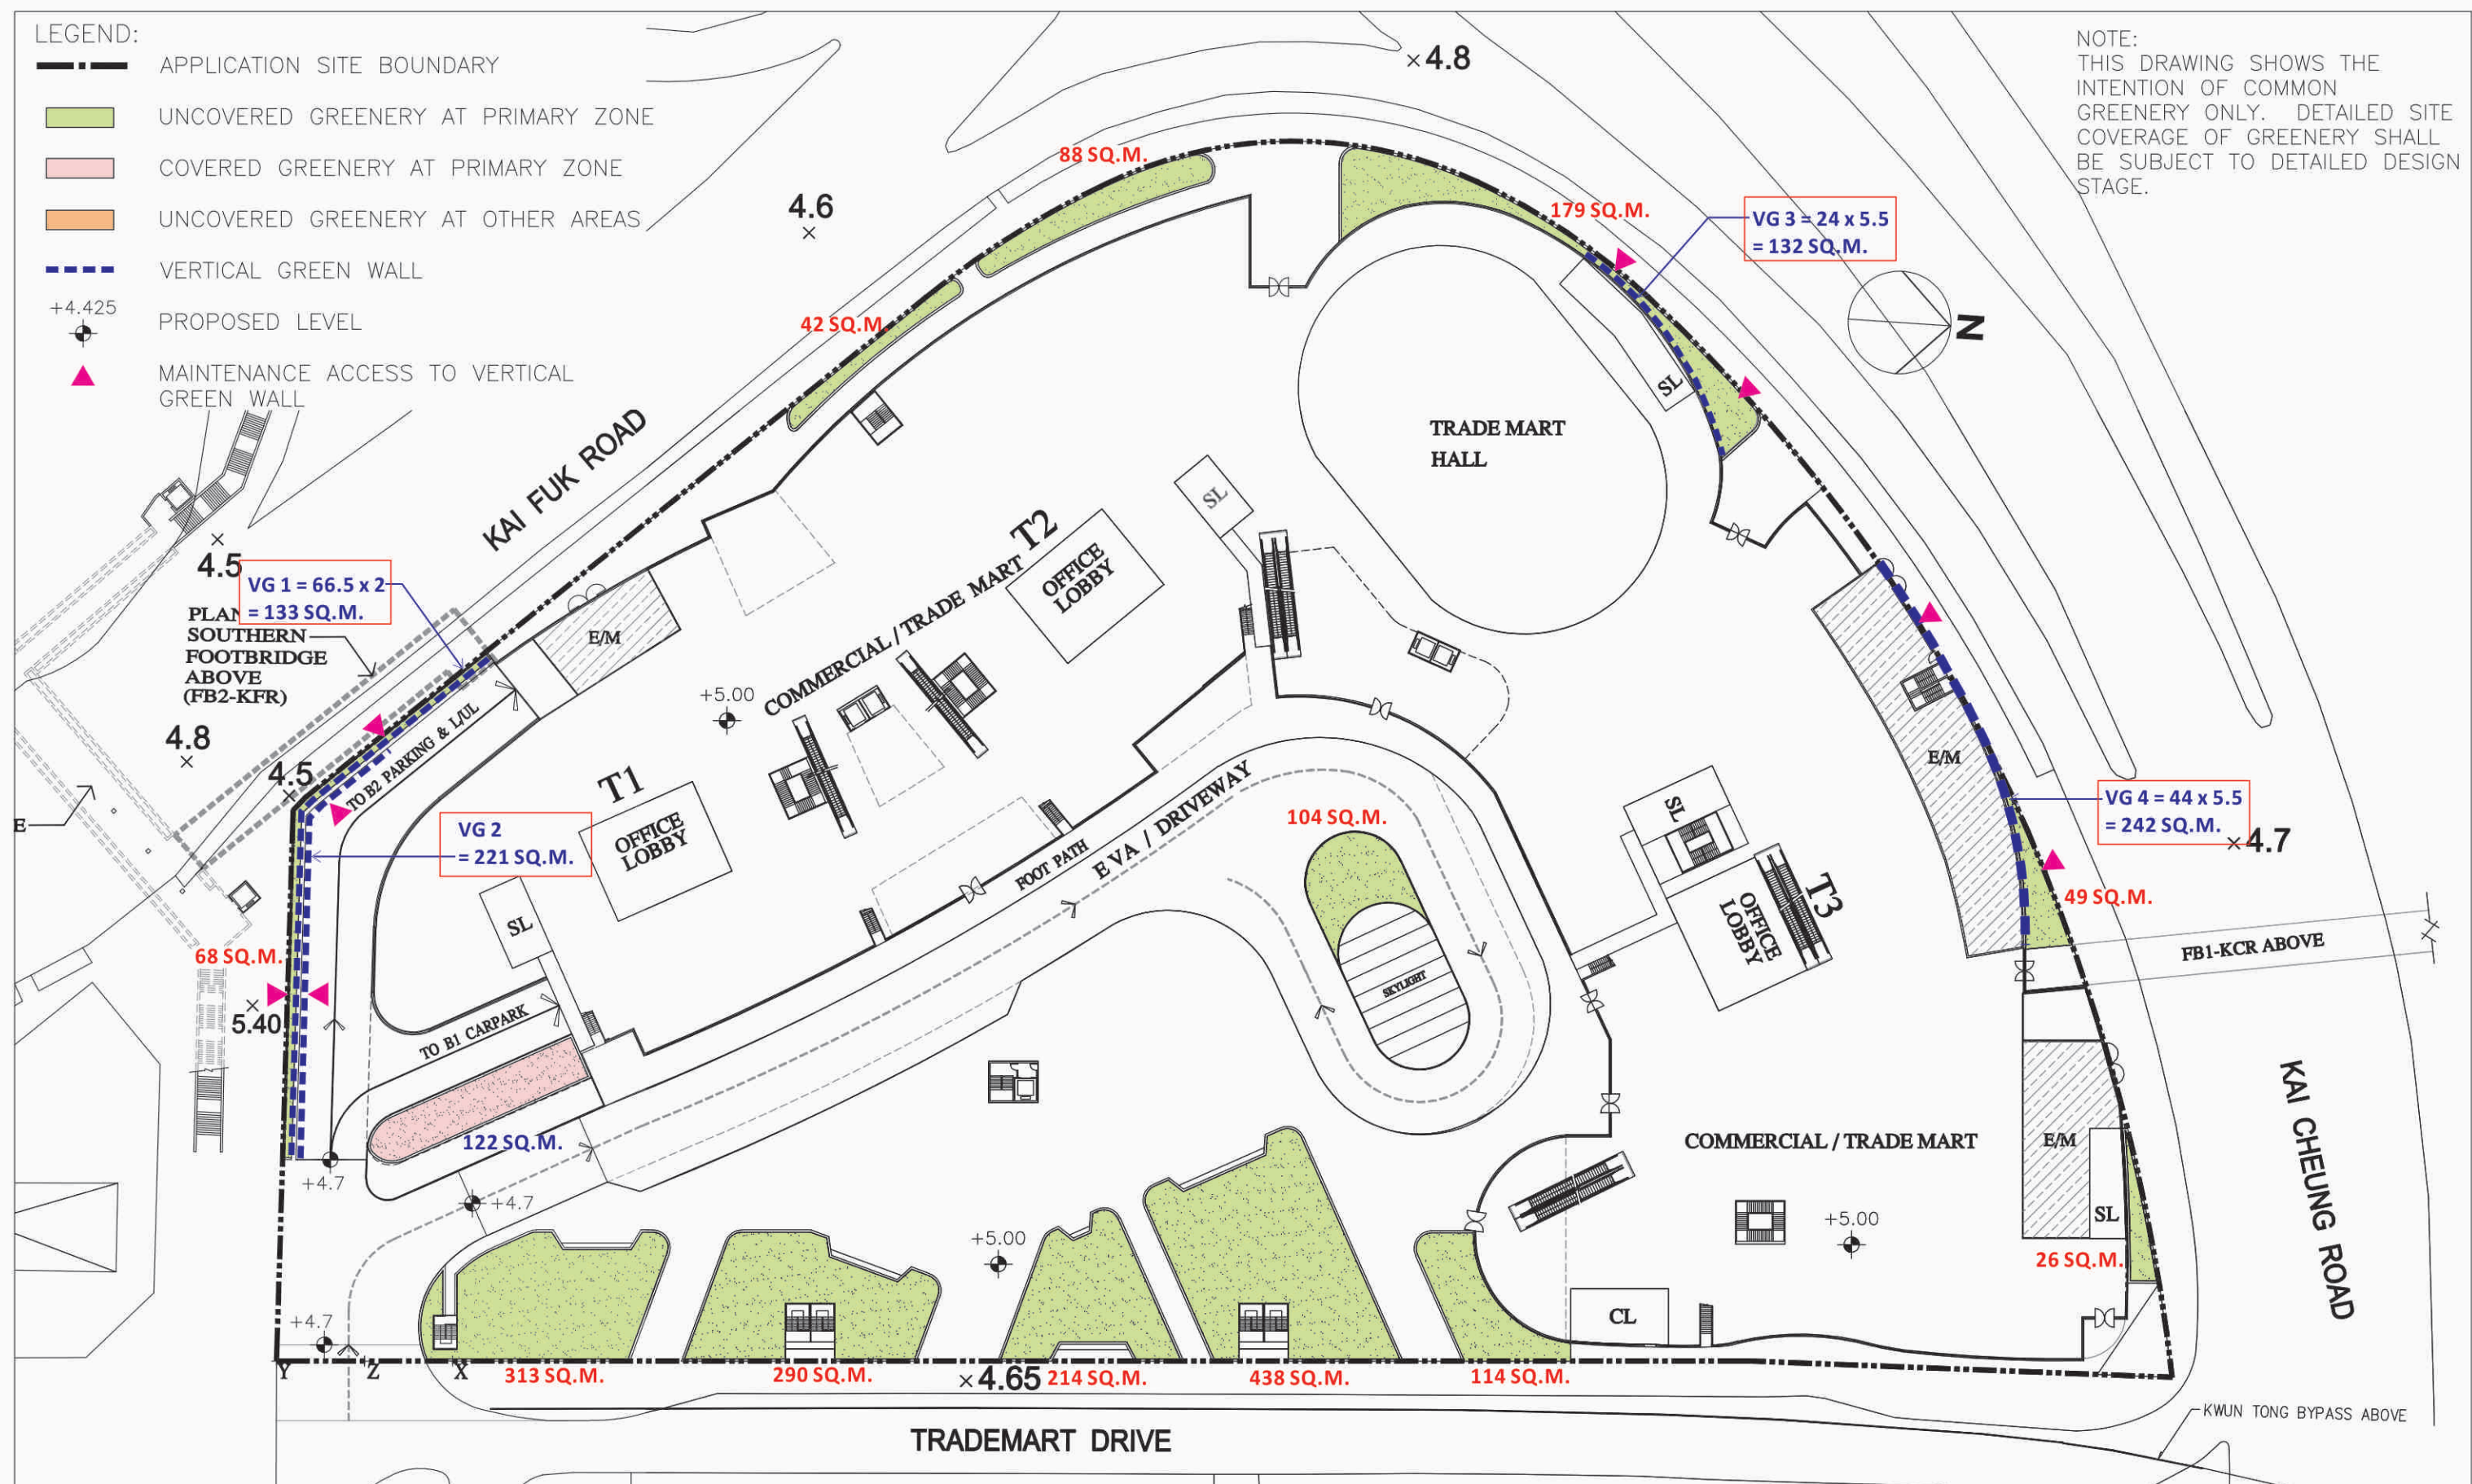 LEGEND:
APPLICATION SITE BOUNDARY
UNCOVERED GREENERY AT PRIMARY ZONE
COVERED GREENERY AT PRIMARY ZONE
UNCOVERED GREENERY AT OTHER AREAS
VERTICAL GREEN WALL
+4.425
PROPOSED LEVEL
MAINTENANCE ACCESS TO VERTICAL
GREEN WALL
NOTE:
THIS DRAWING SHOWS THE
INTENTION OF COMMON
GREENERY ONLY. DETAILED SITE
COVERAGE OF GREENERY SHALL
BE SUBJECT TO DETAILED DESIGN
STAGE.
×4.8
4.6
×
88 SQ.M.
179 SQ.M.
VG 3 = 24 x 5.5
= 132 SQ.M.
N
42 SQ.M.
KAI FUK ROAD
SL
TRADE MART
HALL
SL
×
4.5
VG 1 = 66.5 x 2
= 133 SQ.M.
PLAN
SOUTHERN
FOOTBRIDGE
ABOVE
(FB2-KFR)
E/M
T2
OFFICE
LOBBY
COMMERCIAL / TRADE MART
+5.00
4.8
×
4.5
×
TO B2 PARKING & L/UL
E
T1
OFFICE
LOBBY
VG 2
= 221 SQ.M.
SL
FOOT PATH
EVA / DRIVEWAY
104 SQ.M.
SKYLIGHT
SL
T3
OFFICE
LOBBY
E/M
VG 4 = 44 x 5.5
= 242 SQ.M.
×4.7
49 SQ.M.
FB1-KCR ABOVE
68 SQ.M.
×
5.40
TO B1 CARPARK
122 SQ.M.
+4.7
+4.7
+4.7
+5.00
COMMERCIAL / TRADE MART
+5.00
E/M
SL
26 SQ.M.
CL
KAI CHEUNG ROAD
Y
Z
X
313 SQ.M.
290 SQ.M.
×4.65
214 SQ.M.
438 SQ.M.
114 SQ.M.
TRADEMART DRIVE
KWUN TONG BYPASS ABOVE